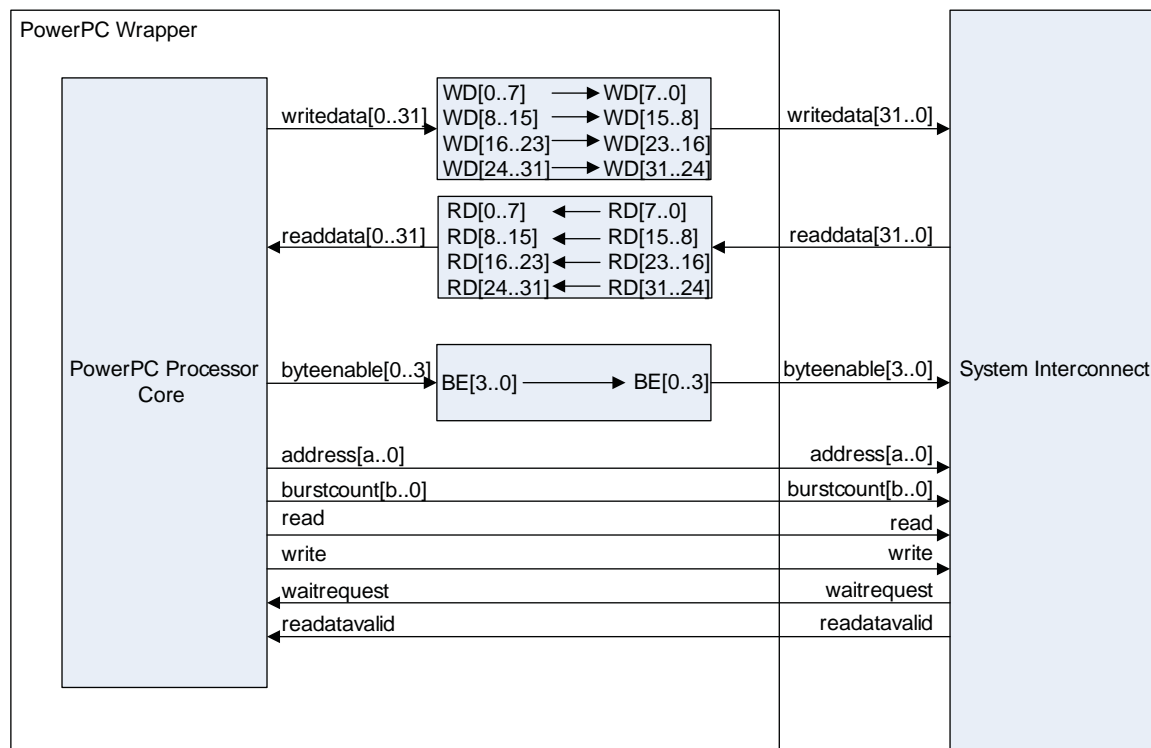 PowerPC Wrapper
WD[0..7] WD[7..0]
writedata[0..31] WD[8..15] WD[15..8] writedata[31..0]
WD[16..23] WD[23..16]
WD[24..31] WD[31..24]
RD[0..7] RD[7..0]
readdata[0..31] RD[8..15] RD[15..8] readdata[31..0]
RD[16..23] RD[23..16]
RD[24..31] RD[31..24]
PowerPC Processor
Core
byteenable[0..3] BE[3..0] BE[0..3] byteenable[3..0]
System Interconnect
address[a..0] address[a..0]
burstcount[b..0] burstcount[b..0]
read read
write write
waitrequest waitrequest
readatavalid readatavalid